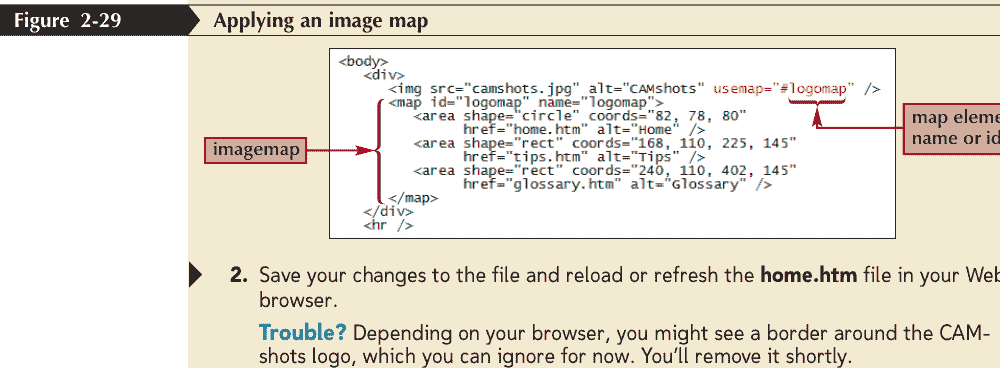 Figure 2-29
Applying an image map
<body>
<div>
<img src="camshots.jpg" alt="CAMshots" usemap="#logomap" />
<map id="logomap" name="logomap">
<area shape="circle" coords="82, 78, 80"
href="home.htm" alt="Home" />
<area shape="rect" coords="168, 110, 225, 145"
href="tips.htm" alt="Tips" />
<area shape="rect" coords="240, 110, 402, 145"
href="glossary.htm" alt="Glossary" />
</map>
</div>
<hr />
imagemap
map eleme
name or id
2. Save your changes to the file and reload or refresh the home.htm file in your Web
browser.
Trouble? Depending on your browser, you might see a border around the CAM-
shots logo, which you can ignore for now. You'll remove it shortly.